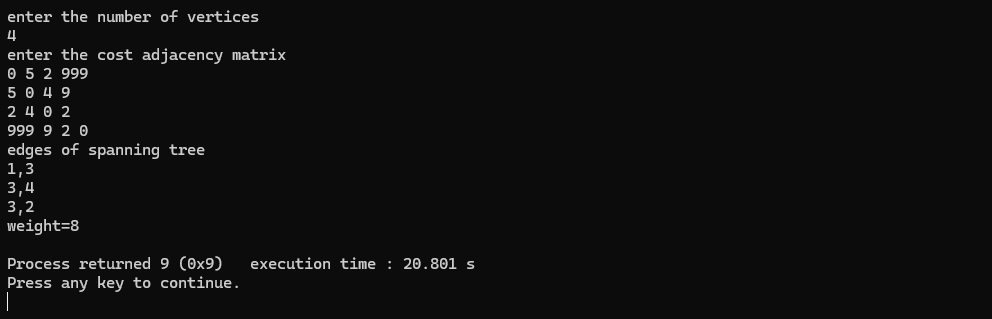 enter the number of vertices
4
enter the cost adjacency matrix
0 5 2 999
5 0 4 9
2 4 0 2
999 9 2 0
edges of spanning tree
1,3
3,4
3,2
weight=8
Process returned 9 (0x9)   execution time : 20.801 s
Press any key to continue.